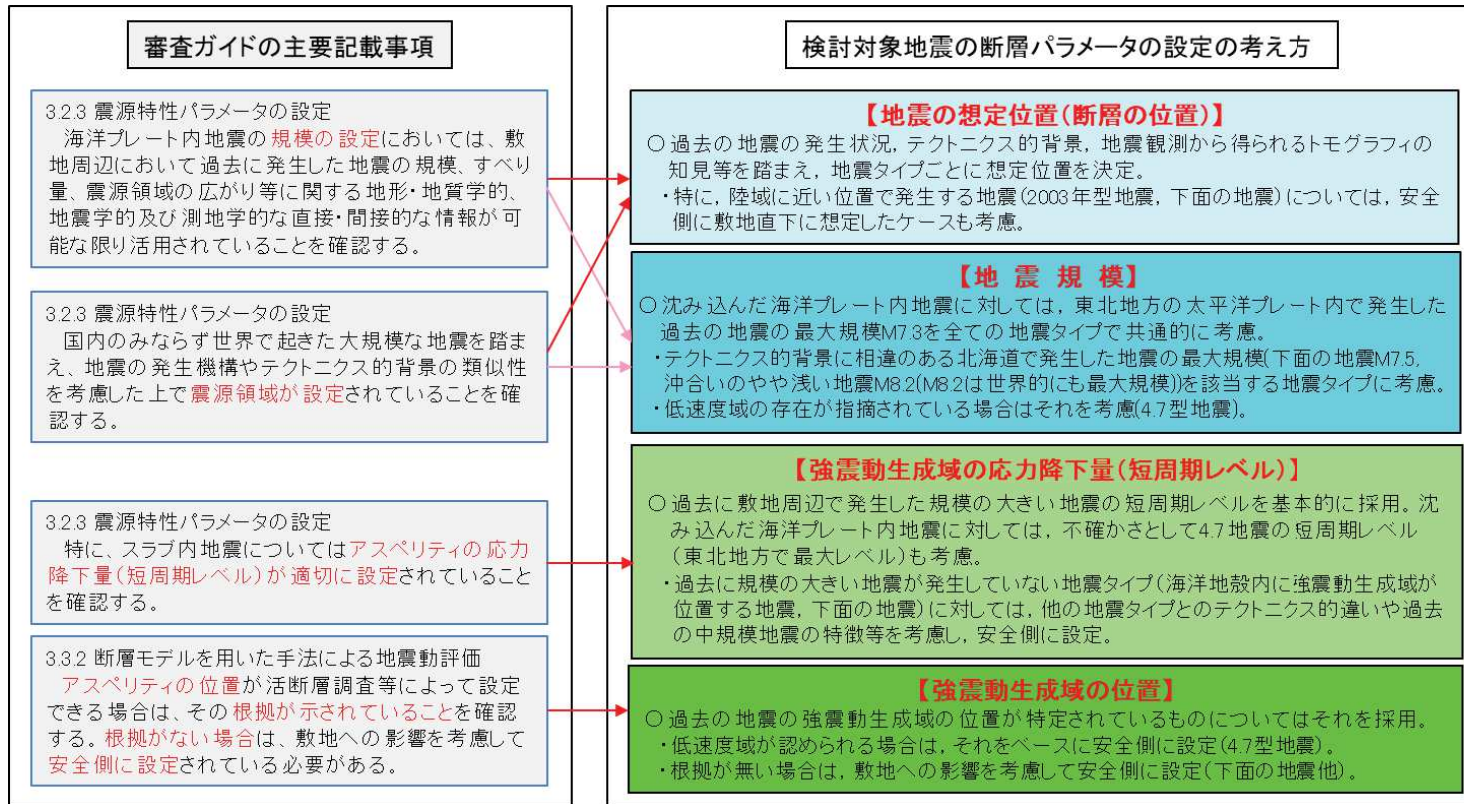 審査ガイドの主要記載事項
3.2.3 震源特性パラメータの設定
海洋プレート内地震の規模の設定においては、敷
地周辺において過去に発生した地震の規模、すべり
量、震源領域の広がり等に関する地形・地質学的、
地震学的及び測地学的な直接・間接的な情報が可
能な限り活用されていることを確認する。
3.2.3 震源特性パラメータの設定
国内のみならず世界で起きた大規模な地震を踏ま
え、地震の発生機構やテクトニクス的背景の類似性
を考慮した上で震源領域が設定されていることを確
認する。
3.2.3 震源特性パラメータの設定
特に、スラブ内地震についてはアスペリティの応力
降下量(短周期レベル)が適切に設定されていること
を確認する。
3.3.2 断層モデルを用いた手法による地震動評価
アスペリティの位置が活断層調査等によって設定
できる場合は、その根拠が示されていることを確認
する。根拠がない場合は、敷地への影響を考慮して
安全側に設定されている必要がある。
検討対象地震の断層パラメータの設定の考え方
【地震の想定位置(断層の位置)】
○過去の地震の発生状況，テクトニクス的背景，地震観測から得られるトモグラフィの
知見等を踏まえ，地震タイプごとに想定位置を決定。
・特に，陸域に近い位置で発生する地震(2003年型地震，下面の地震)については，安全
側に敷地直下に想定したケースも考慮。
【地 震 規 模】
○沈み込んだ海洋プレート内地震に対しては，東北地方の太平洋プレート内で発生した
過去の地震の最大規模M7.3を全ての地震タイプで共通的に考慮。
・テクトニクス的背景に相違のある北海道で発生した地震の最大規模(下面の地震M7.5，
沖合いのやや浅い地震M8.2(M8.2は世界的にも最大規模))を該当する地震タイプに考慮。
・低速度域の存在が指摘されている場合はそれを考慮(4.7型地震)。
【強震動生成域の応力降下量(短周期レベル)】
○過去に敷地周辺で発生した規模の大きい地震の短周期レベルを基本的に採用。沈
み込んだ海洋プレート内地震に対しては，不確かさとして4.7地震の短周期レベル
(東北地方で最大レベル)も考慮。
・過去に規模の大きい地震が発生していない地震タイプ(海洋地殻内に強震動生成域が
位置する地震，下面の地震)に対しては，他の地震タイプとのテクトニクス的違いや過去
の中規模地震の特徴等を考慮し，安全側に設定。
【強震動生成域の位置】
○過去の地震の強震動生成域の位置が特定されているものについてはそれを採用。
・低速度域が認められる場合は，それをベースに安全側に設定(4.7型地震)。
・根拠が無い場合は，敷地への影響を考慮して安全側に設定(下面の地震他)。